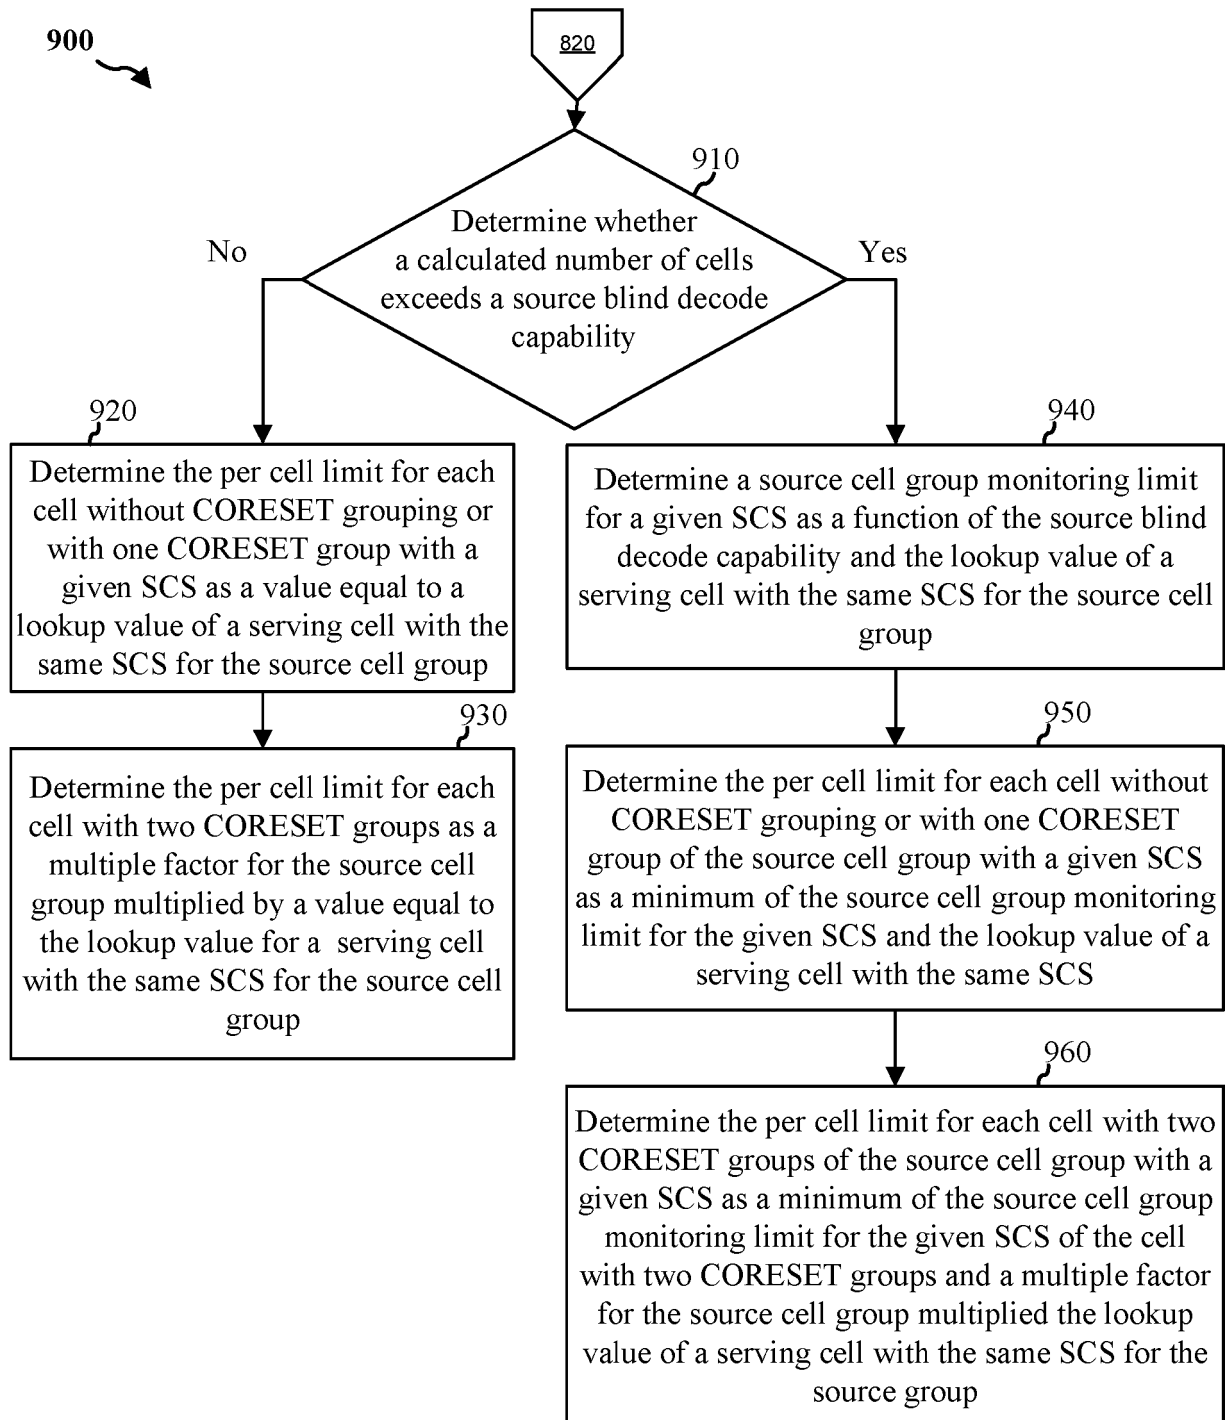 900
820
910
Determine whether
a calculated number of cells
exceeds a source blind decode
capability
No
Yes
920
Determine the per cell limit for each
cell without CORESET grouping or
with one CORESET group with a
given SCS as a value equal to a
lookup value of a serving cell with the
same SCS for the source cell group
930
Determine the per cell limit for each
cell with two CORESET groups as a
multiple factor for the source cell
group multiplied by a value equal to
the lookup value for a serving cell
with the same SCS for the source cell
group
940
Determine a source cell group monitoring limit
for a given SCS as a function of the source blind
decode capability and the lookup value of a
serving cell with the same SCS for the source cell
group
950
Determine the per cell limit for each cell without
CORESET grouping or with one CORESET
group of the source cell group with a given SCS
as a minimum of the source cell group monitoring
limit for the given SCS and the lookup value of a
serving cell with the same SCS
960
Determine the per cell limit for each cell with two
CORESET groups of the source cell group with a
given SCS as a minimum of the source cell group
monitoring limit for the given SCS of the cell
with two CORESET groups and a multiple factor
for the source cell group multiplied the lookup
value of a serving cell with the same SCS for the
source group